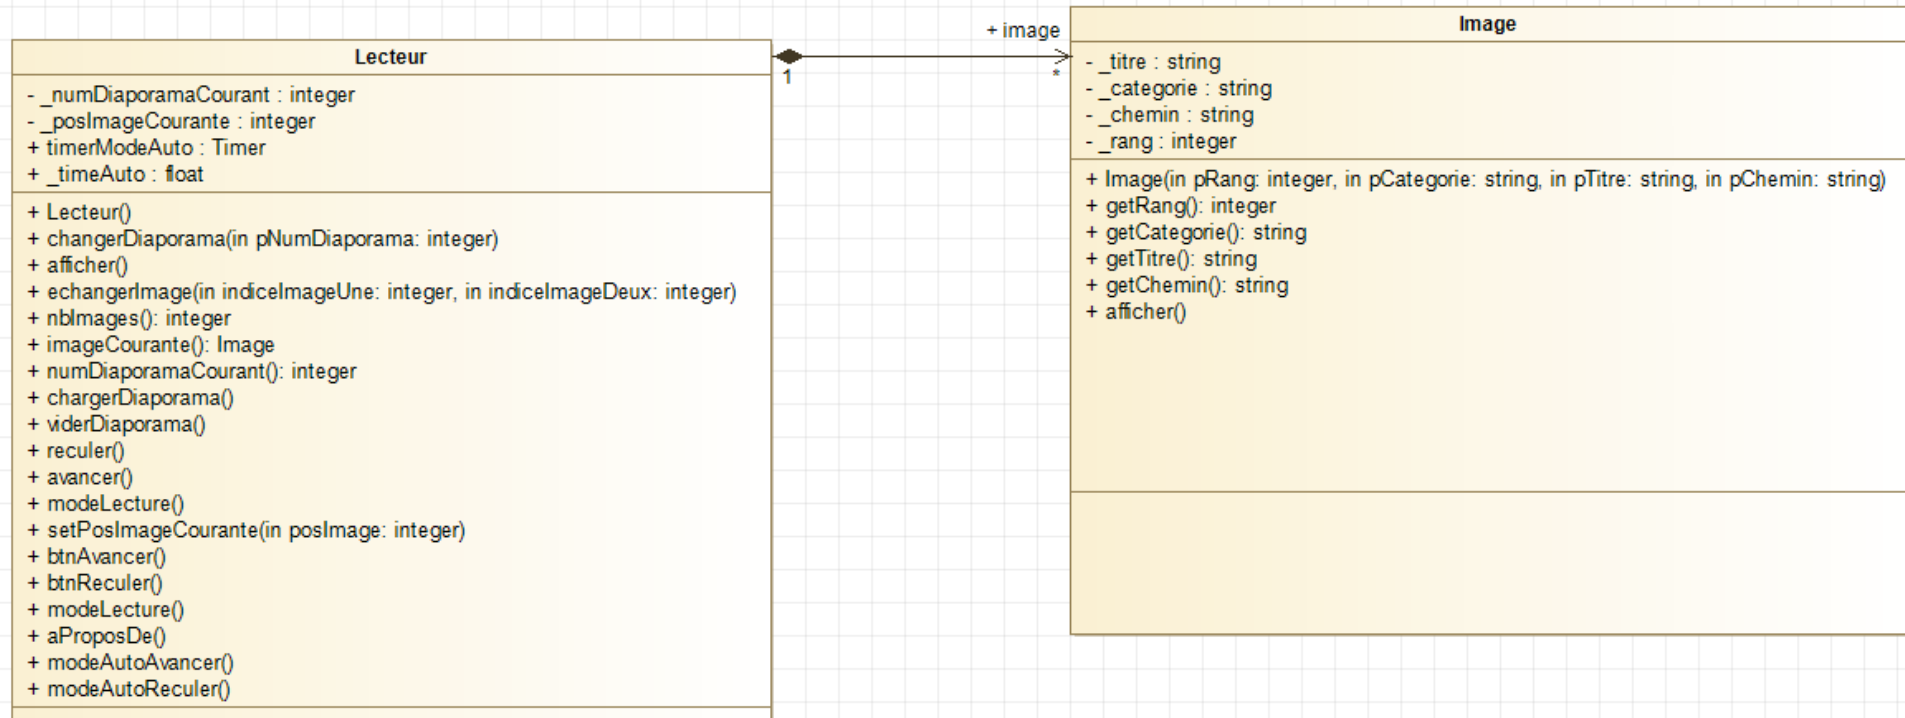 Lecteur
- _numDiaporamaCourant : integer
- _posImageCourante : integer
+ timerModeAuto : Timer
+ _timeAuto : float
+ Lecteur()
+ changerDiaporama(in pNumDiaporama: integer)
+ afficher()
+ echangerImage(in indiceImageUne: integer, in indiceImageDeux: integer)
+ nbImages(): integer
+ imageCourante(): Image
+ numDiaporamaCourant(): integer
+ chargerDiaporama()
+ viderDiaporama()
+ reculer()
+ avancer()
+ modeLecture()
+ setPosImageCourante(in posImage: integer)
+ btnAvancer()
+ btnReculer()
+ modeLecture()
+ aProposDe()
+ modeAutoAvancer()
+ modeAutoReculer()
1
+ image
*
Image
- _titre : string
- _categorie : string
- _chemin : string
- _rang : integer
+ Image(in pRang: integer, in pCategorie: string, in pTitre: string, in pChemin: string)
+ getRang(): integer
+ getCategorie(): string
+ getTitre(): string
+ getChemin(): string
+ afficher()